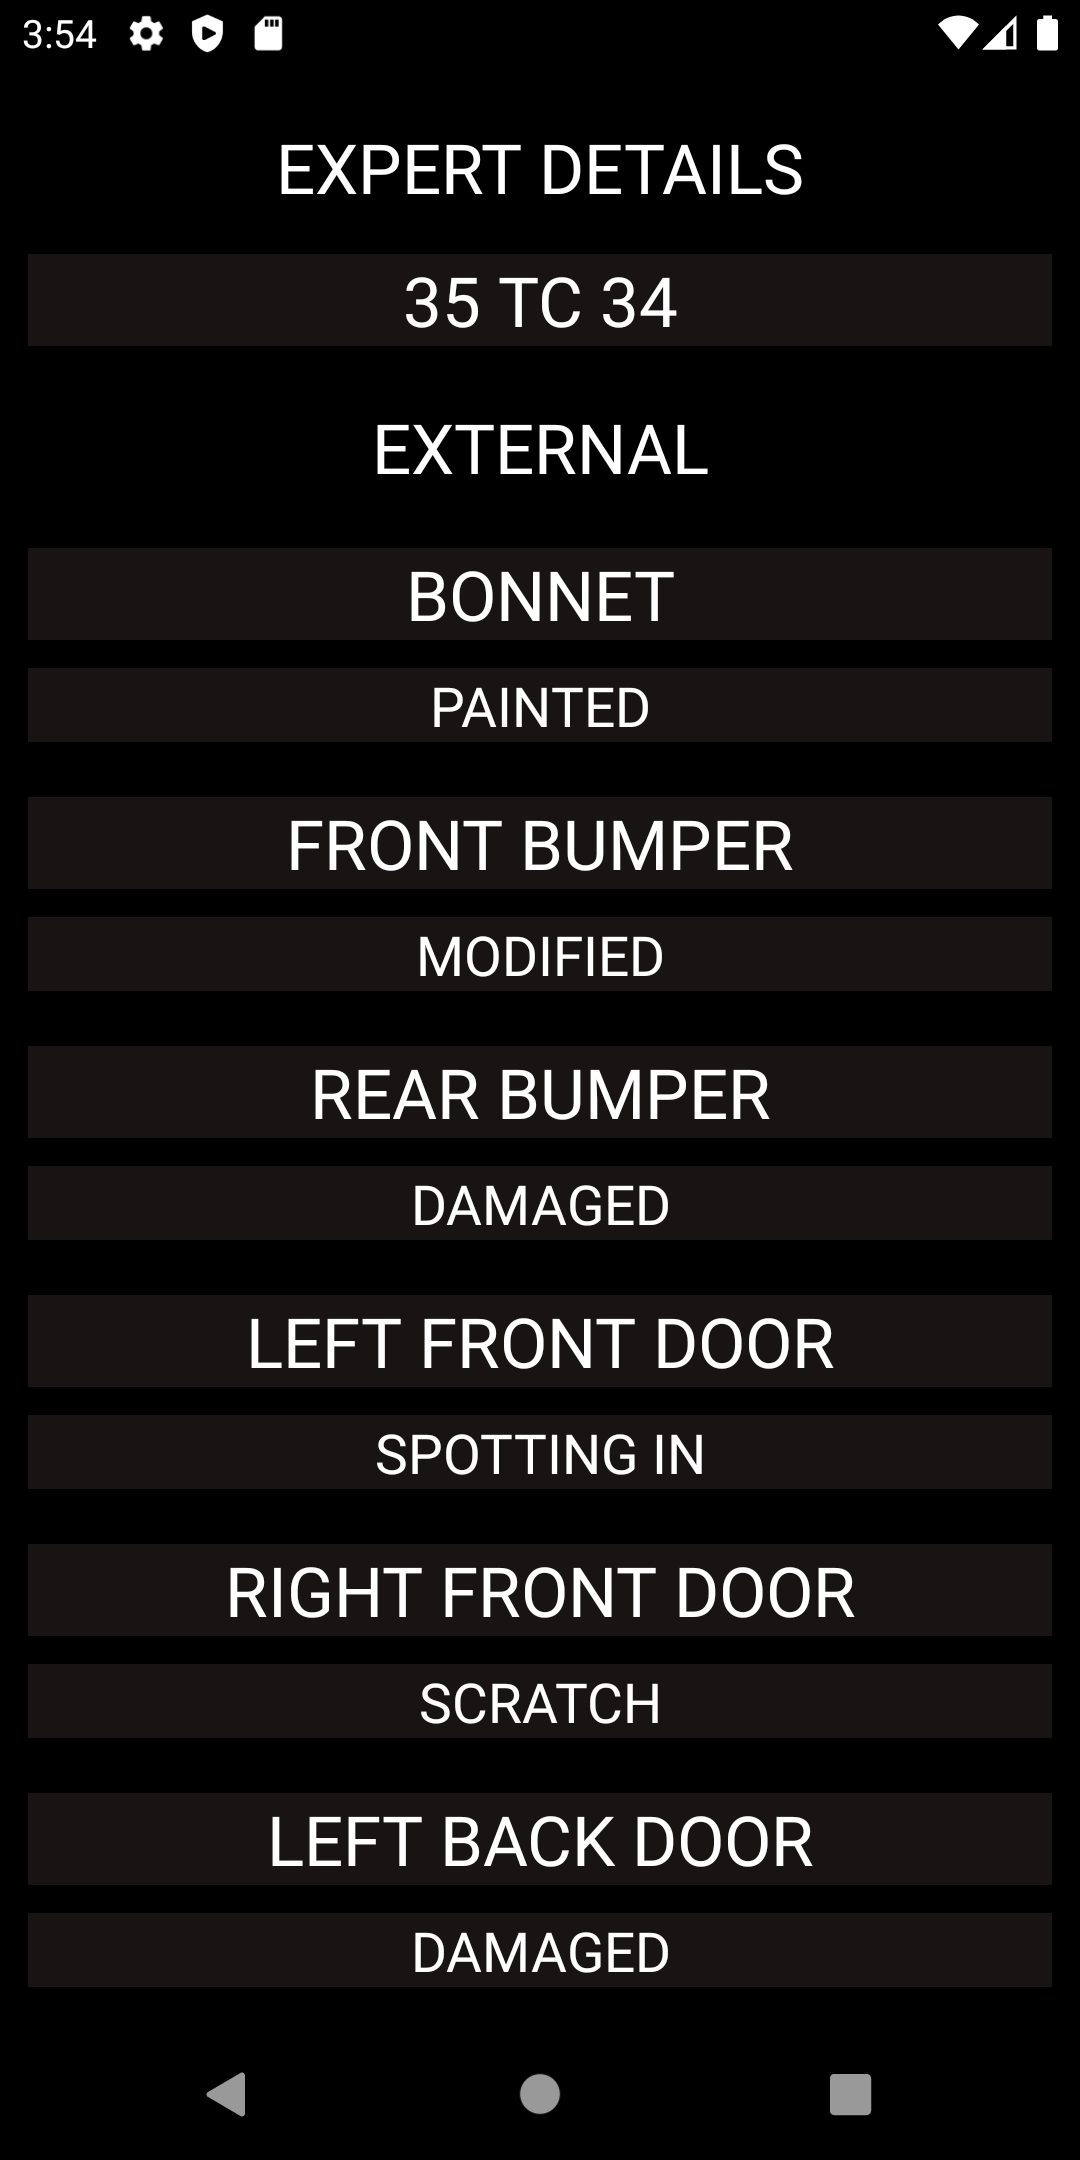 3:54
EXPERT DETAILS
35 TC 34
EXTERNAL
BONNET
PAINTED
FRONT BUMPER
MODIFIED
REAR BUMPER
DAMAGED
LEFT FRONT DOOR
SPOTTING IN
RIGHT FRONT DOOR
SCRATCH
LEFT BACK DOOR
DAMAGED